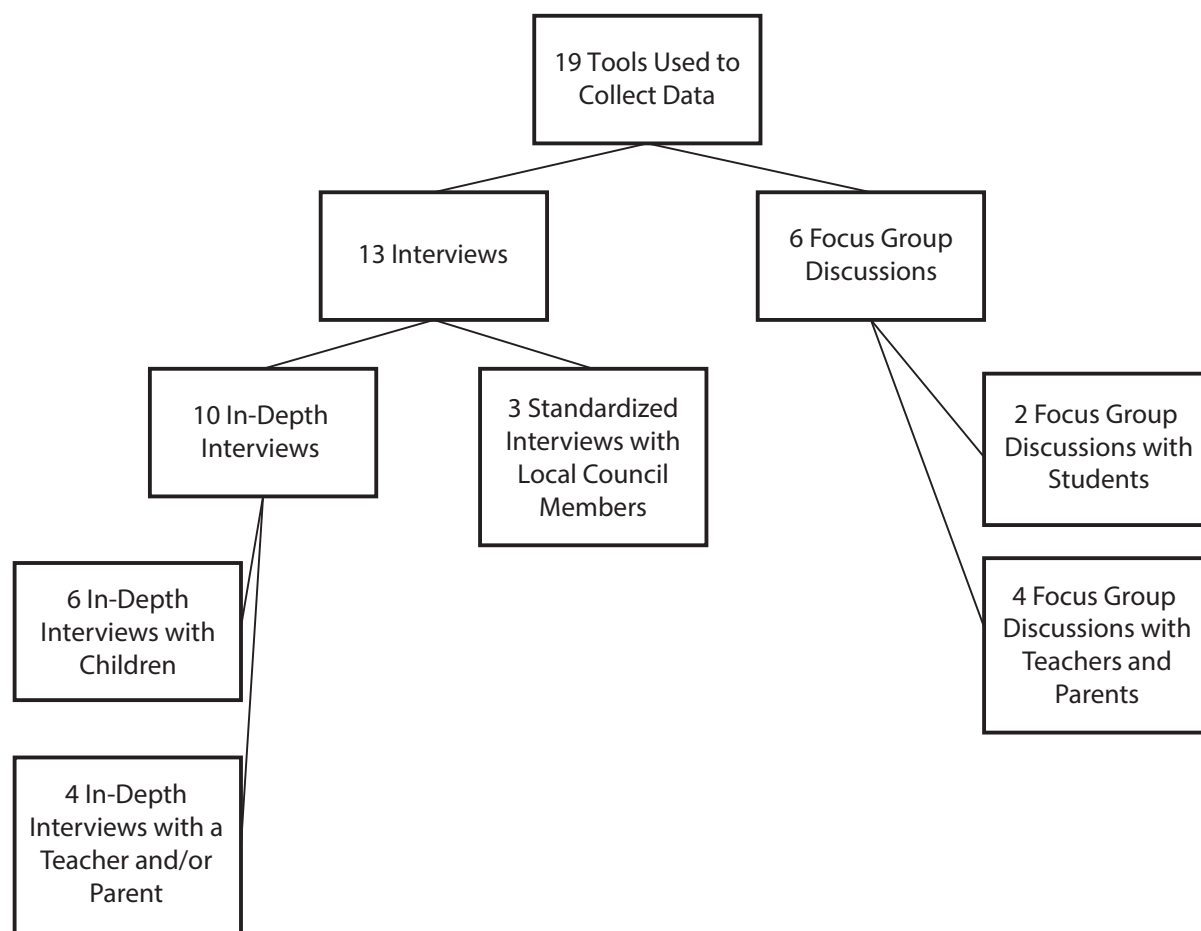 19 Tools Used to
Collect Data
13 Interviews
6 Focus Group
Discussions
10 In-Depth
Interviews
3 Standardized
Interviews with
Local Council
Members
2 Focus Group
Discussions with
Students
6 In-Depth
Interviews with
Children
4 Focus Group
Discussions with
Teachers and
Parents
4 In-Depth
Interviews with a
Teacher and/or
Parent